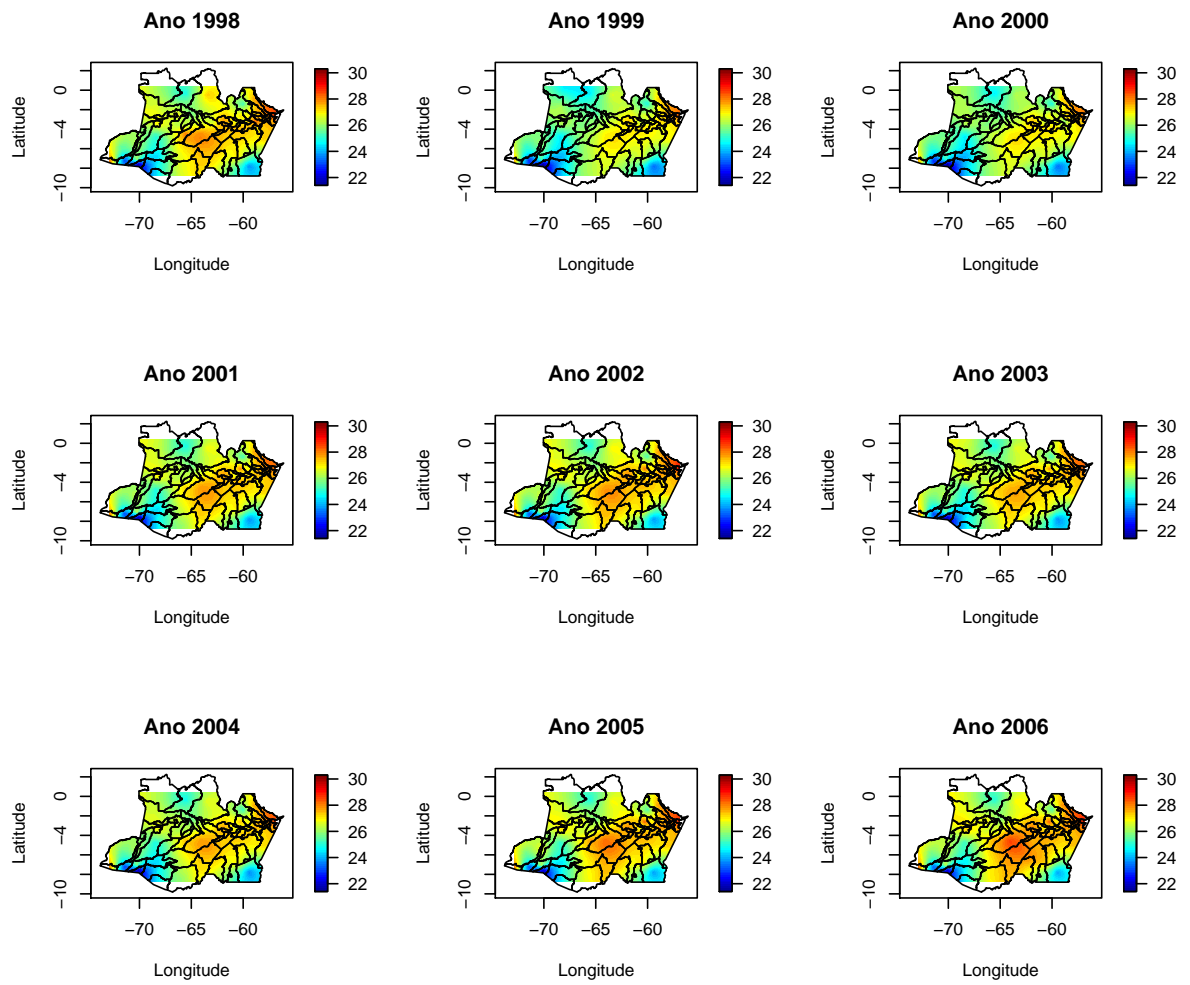 Ano 1998 Ano 1999 Ano 2000
Latitude −10 −4 0 22 24 26 28 30 Latitude −10 −4 0 22 24 26 28 30 Latitude −10 −4 0 22 24 26 28 30
−70 −65 −60 −70 −65 −60 −70 −65 −60
Longitude Longitude Longitude
Ano 2001 Ano 2002 Ano 2003
Latitude −10 −4 0 22 24 26 28 30 Latitude −10 −4 0 22 24 26 28 30 Latitude −10 −4 0 22 24 26 28 30
−70 −65 −60 −70 −65 −60 −70 −65 −60
Longitude Longitude Longitude
Ano 2004 Ano 2005 Ano 2006
Latitude −10 −4 0 22 24 26 28 30 Latitude −10 −4 0 22 24 26 28 30 Latitude −10 −4 0 22 24 26 28 30
−70 −65 −60 −70 −65 −60 −70 −65 −60
Longitude Longitude Longitude